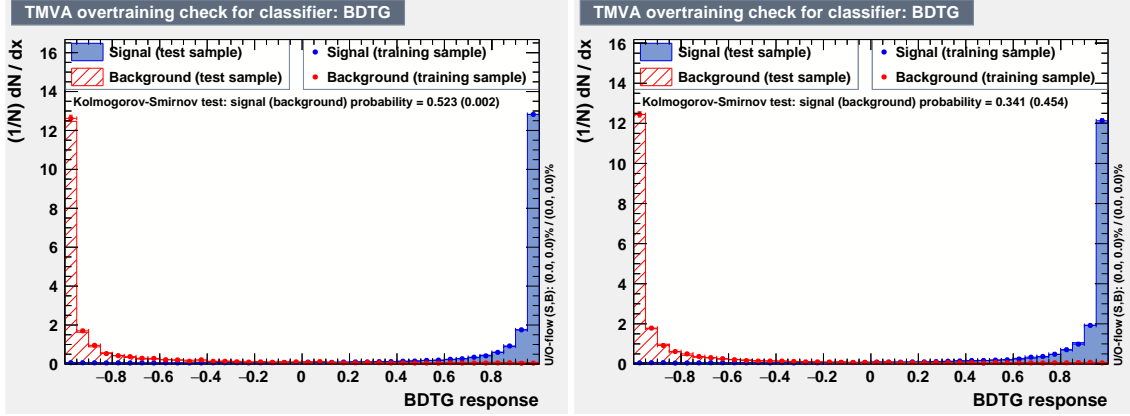 TMVA overtraining check for classifier: BDTG
Signal (test sample)
Signal (training sample)
Background (test sample)
Background (training sample)
Kolmogorov-Smirnov test: signal (background) probability = 0.523 (0.002)
(1/N) dN / dx
16
14
12
10
8
6
4
2
0
−0.8 −0.6 −0.4 −0.2 0 0.2 0.4 0.6 0.8
BDTG response
U/O-flow (S,B): (0.0, 0.0)% / (0.0, 0.0)%
TMVA overtraining check for classifier: BDTG
Signal (test sample)
Signal (training sample)
Background (test sample)
Background (training sample)
Kolmogorov-Smirnov test: signal (background) probability = 0.341 (0.454)
(1/N) dN / dx
16
14
12
10
8
6
4
2
0
−0.8 −0.6 −0.4 −0.2 0 0.2 0.4 0.6 0.8
BDTG response
U/O-flow (S,B): (0.0, 0.0)% / (0.0, 0.0)%